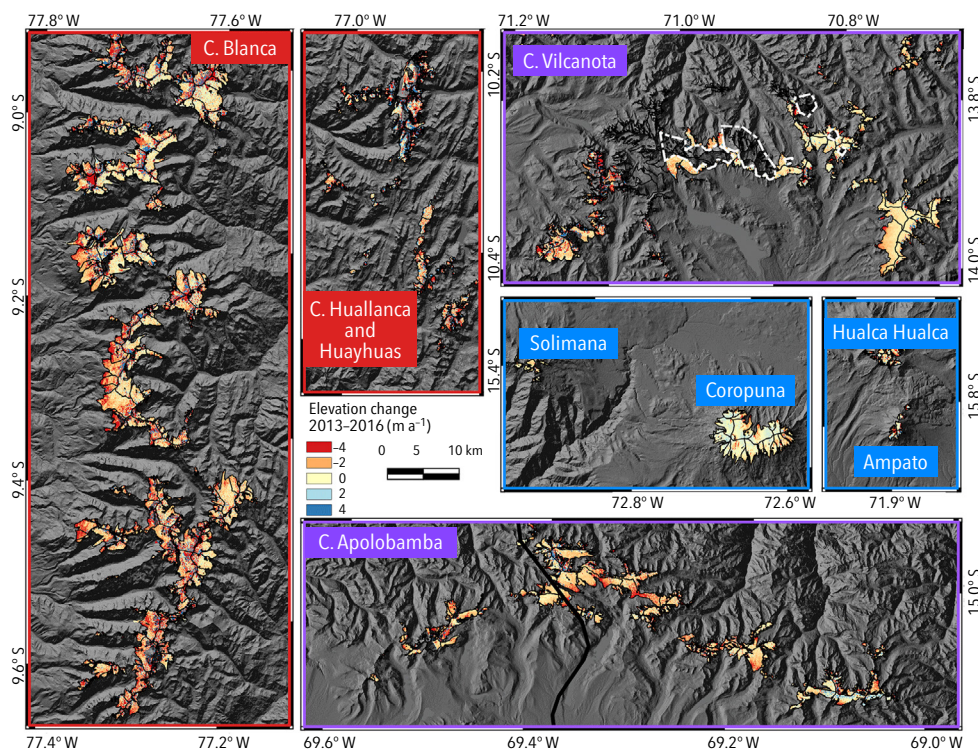 77.8° W
77.6° W
77.0° W
71.2° W
71.0° W
70.8° W
C. Blanca
C. Vilcanota
9.0° S
9.2° S
9.4° S
9.6° S
10.2° S
10.4° S
13.8° S
14.0° S
C. Huallanca
and
Huayhuas
Solimana
Coropuna
Hualca Hualca
Ampato
15.4° S
15.8° S
72.8° W
72.6° W
71.9° W
Elevation change
2013–2016 (m a⁻¹)
–4
–2
0
2
4
0 5 10 km
C. Apolobamba
15.0° S
77.4° W
77.2° W
69.6° W
69.4° W
69.2° W
69.0° W